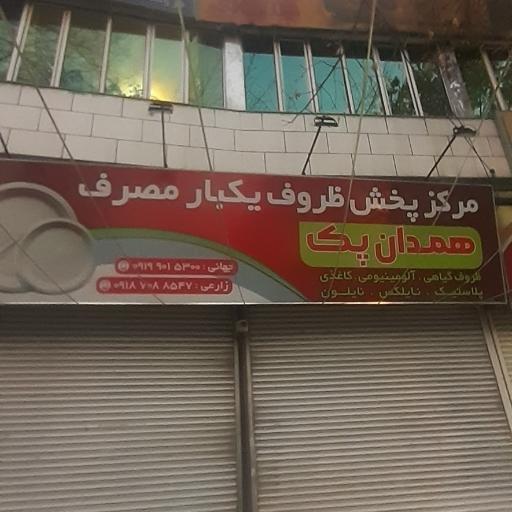 مرکز پخش ظروف یکبار مصرف
همدان پک
ظروف گیاهی . آلومینیومی . کاغذی
پلاستیک . نایلکس . نایلون
جهانی : ۰۹۱۹ ۹۰۱ ۵۳۰۰
زارعی : ۰۹۱۸ ۷۰۸ ۸۵۴۷